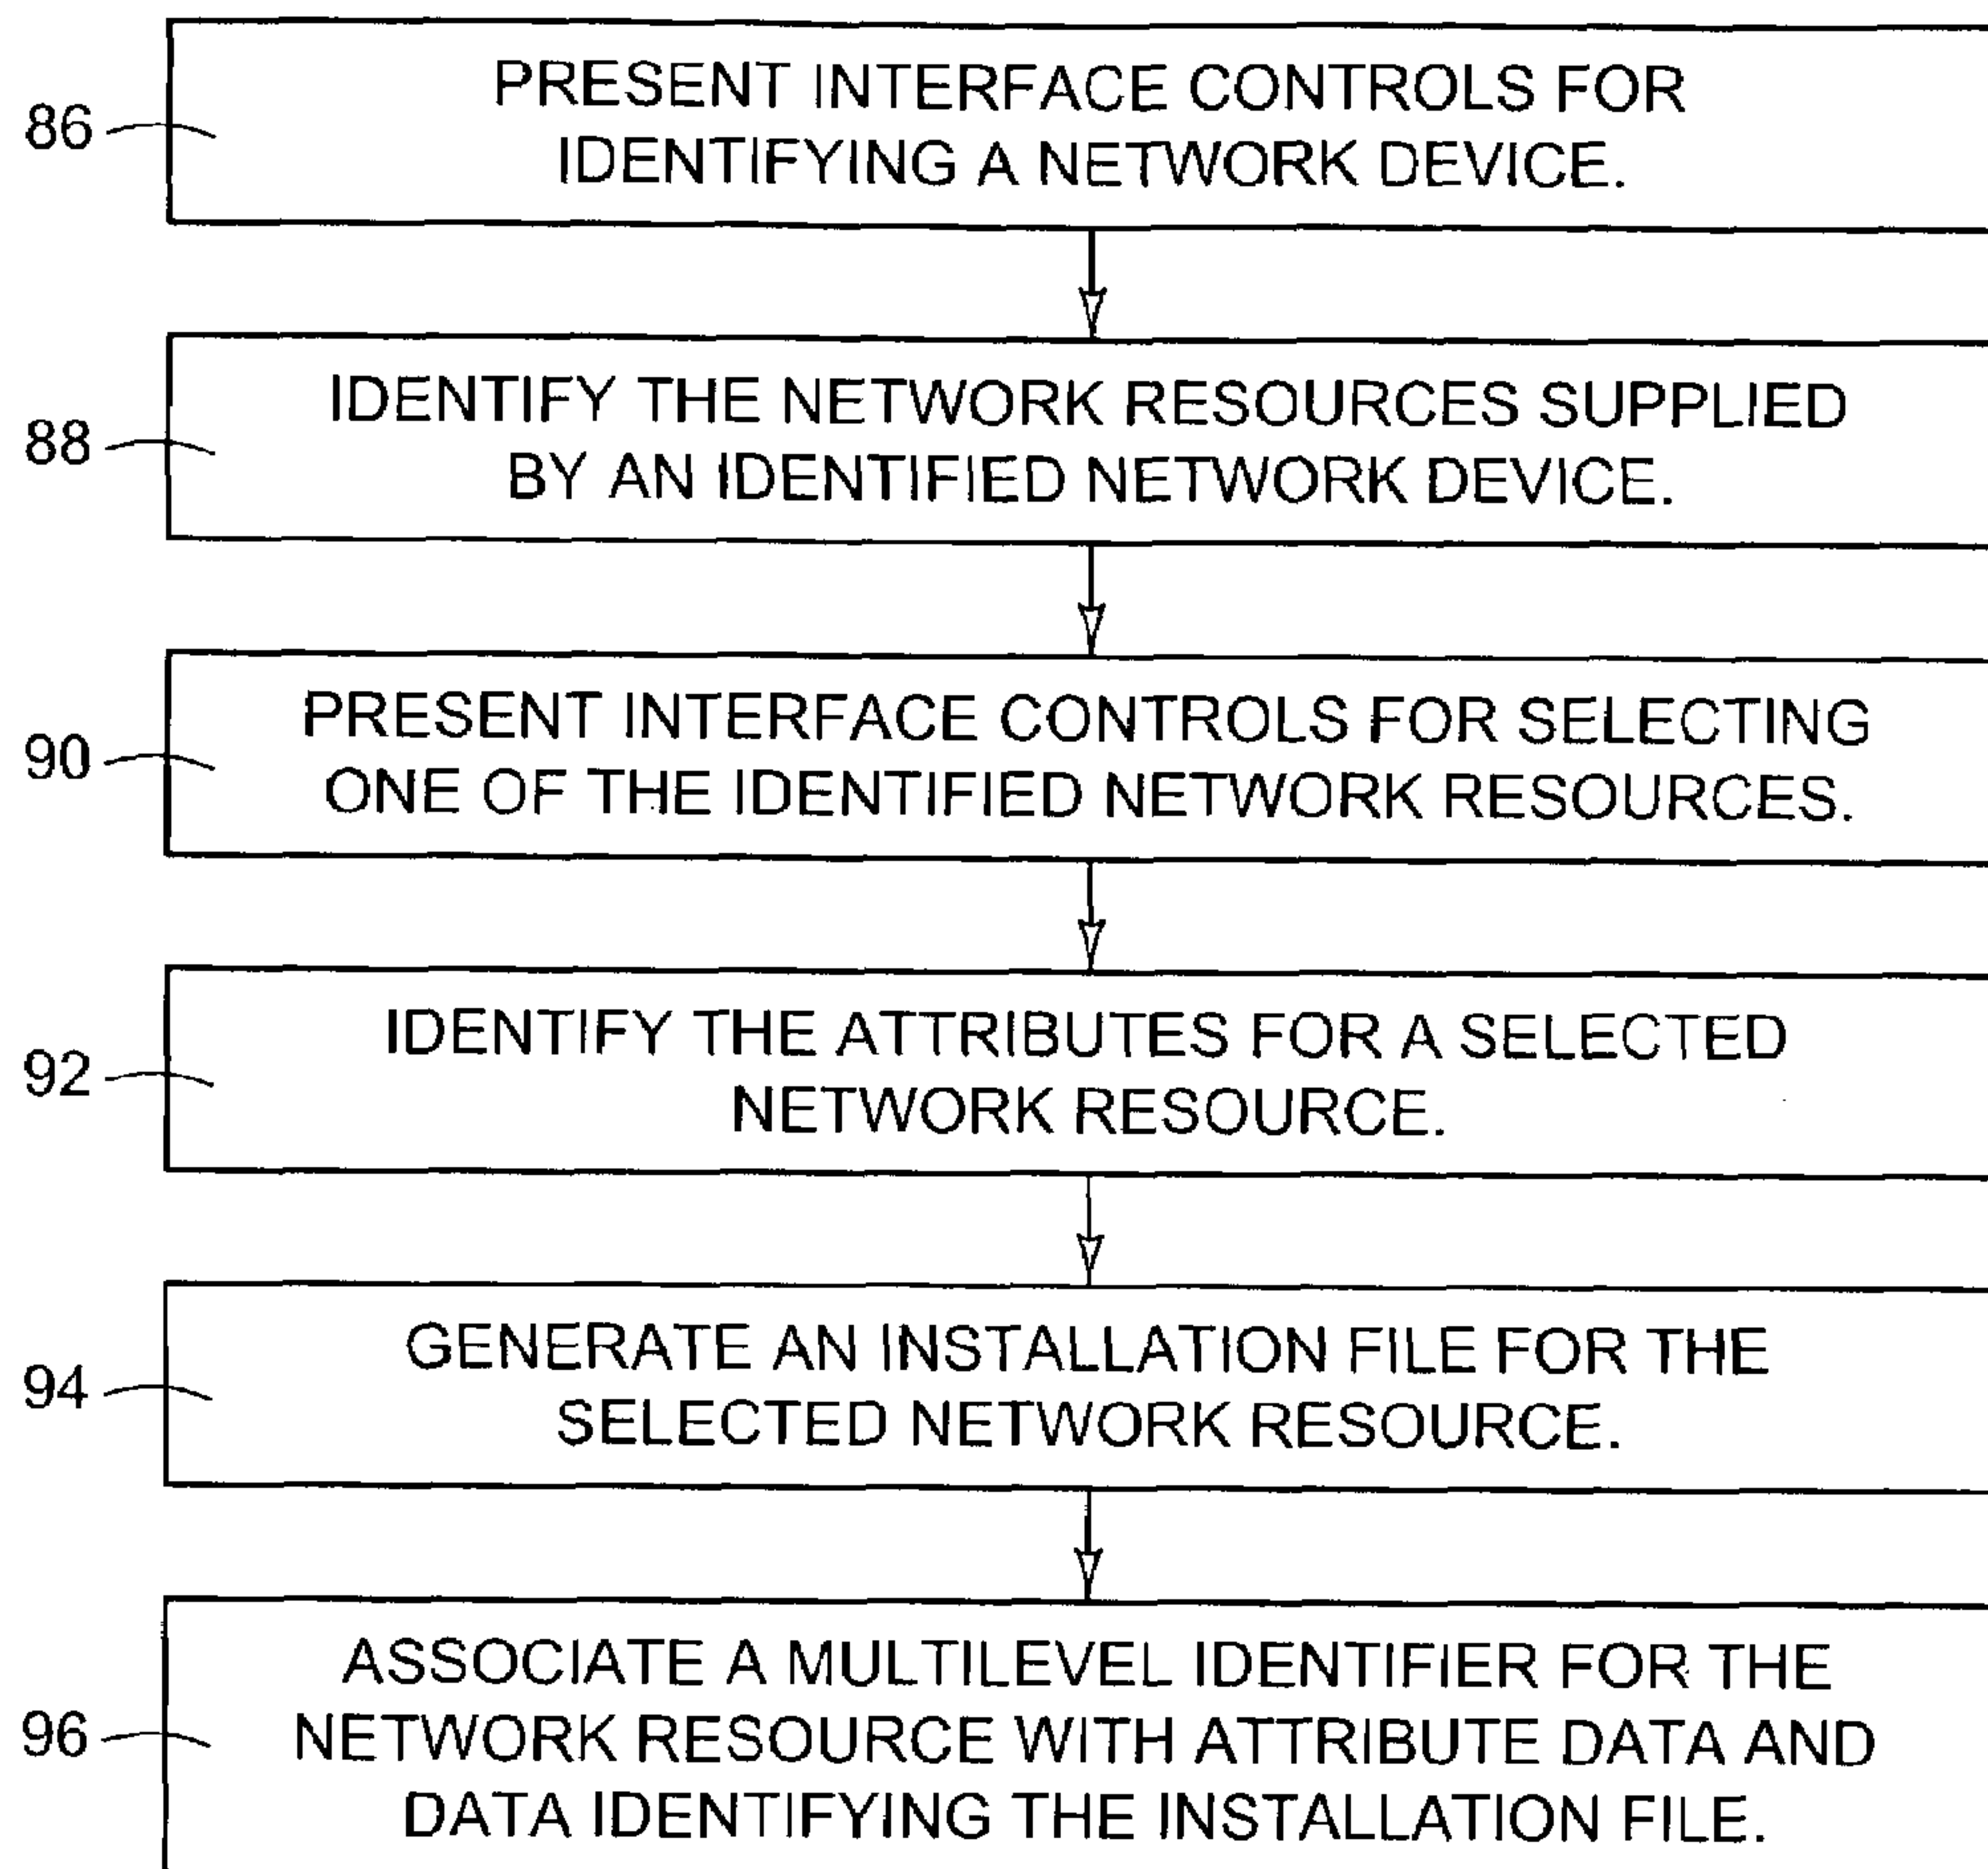 86
PRESENT INTERFACE CONTROLS FOR
IDENTIFYING A NETWORK DEVICE.
88
IDENTIFY THE NETWORK RESOURCES SUPPLIED
BY AN IDENTIFIED NETWORK DEVICE.
90
PRESENT INTERFACE CONTROLS FOR SELECTING
ONE OF THE IDENTIFIED NETWORK RESOURCES.
92
IDENTIFY THE ATTRIBUTES FOR A SELECTED
NETWORK RESOURCE.
94
GENERATE AN INSTALLATION FILE FOR THE
SELECTED NETWORK RESOURCE.
96
ASSOCIATE A MULTILEVEL IDENTIFIER FOR THE
NETWORK RESOURCE WITH ATTRIBUTE DATA AND
DATA IDENTIFYING THE INSTALLATION FILE.